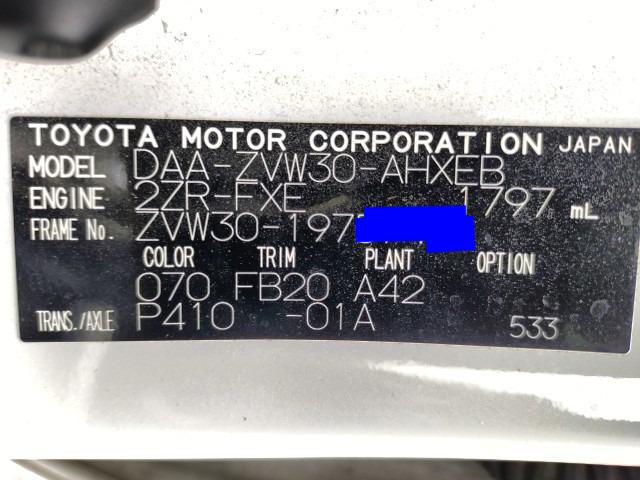 TOYOTA MOTOR CORPORATION JAPAN
MODEL DAA-ZVW30-AHXEB
ENGINE 2ZR-FXE 1797 mL
FRAME No. ZVW30-197
COLOR TRIM PLANT OPTION
070 FB20 A42
TRANS./AXLE P410 -01A 533